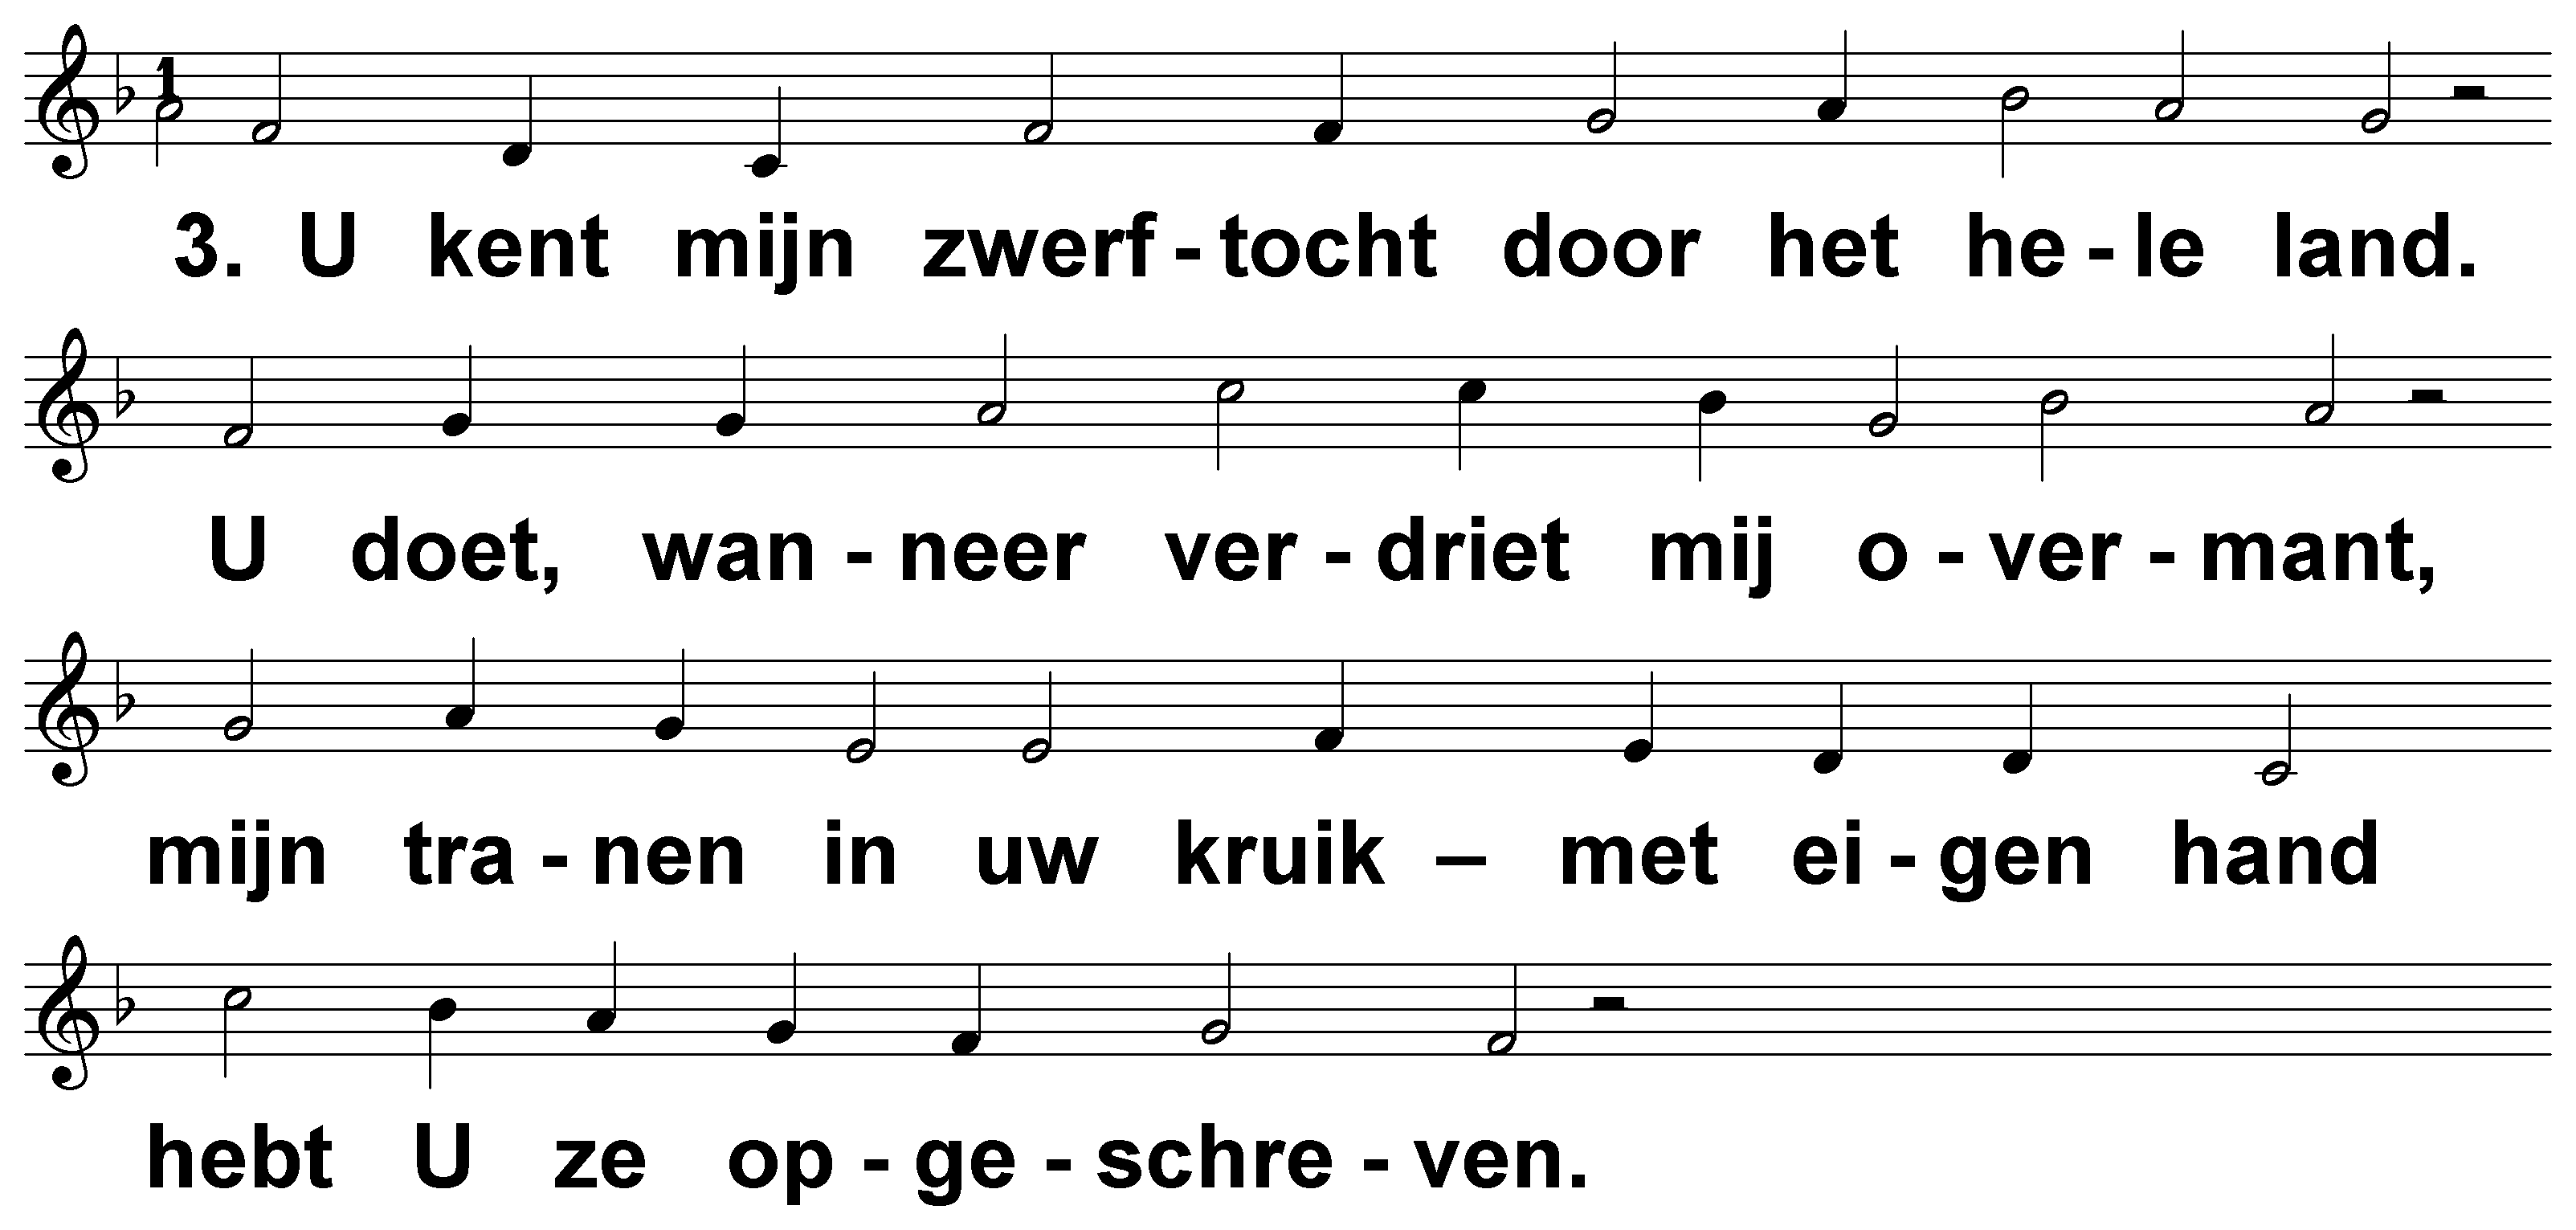 1
3. U kent mijn zwerf - tocht door het he - le land.
U doet, wan - neer ver - driet mij o - ver - mant,
mijn tra - nen in uw kruik – met ei - gen hand
hebt U ze op - ge - schre - ven.